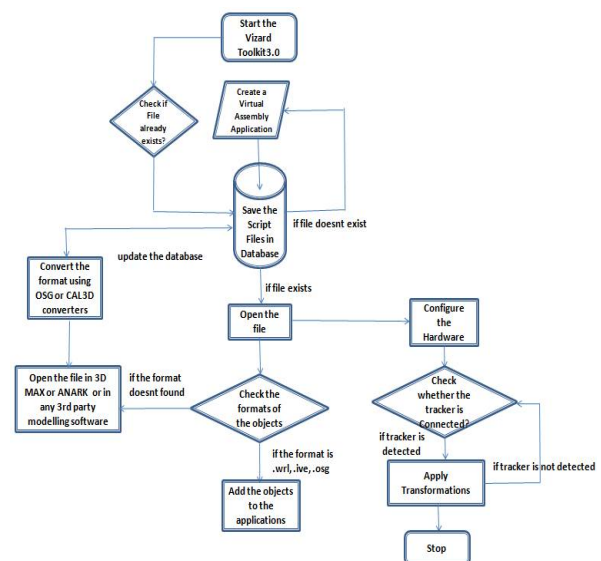 Start the
Vizard
Toolkit3.0
Check if
File
already
exists?
Create a
Virtual
Assembly
Application
Save the
Script
Files in
Database
if file doesnt exist
update the database
Convert the
format using
OSG or CAL3D
converters
if file exists
Open the
file
Configure
the
Hardware
Open the file in 3D
MAX or ANARK or in
any 3rd party
modelling software
if the format
doesnt found
Check the
formats of
the objects
Check
whether the
tracker is
Connected?
if tracker is
detected
if the format is
.wrl,.ive,.osg
if tracker is not detected
Apply
Transformations
Add the objects
to the
applications
Stop